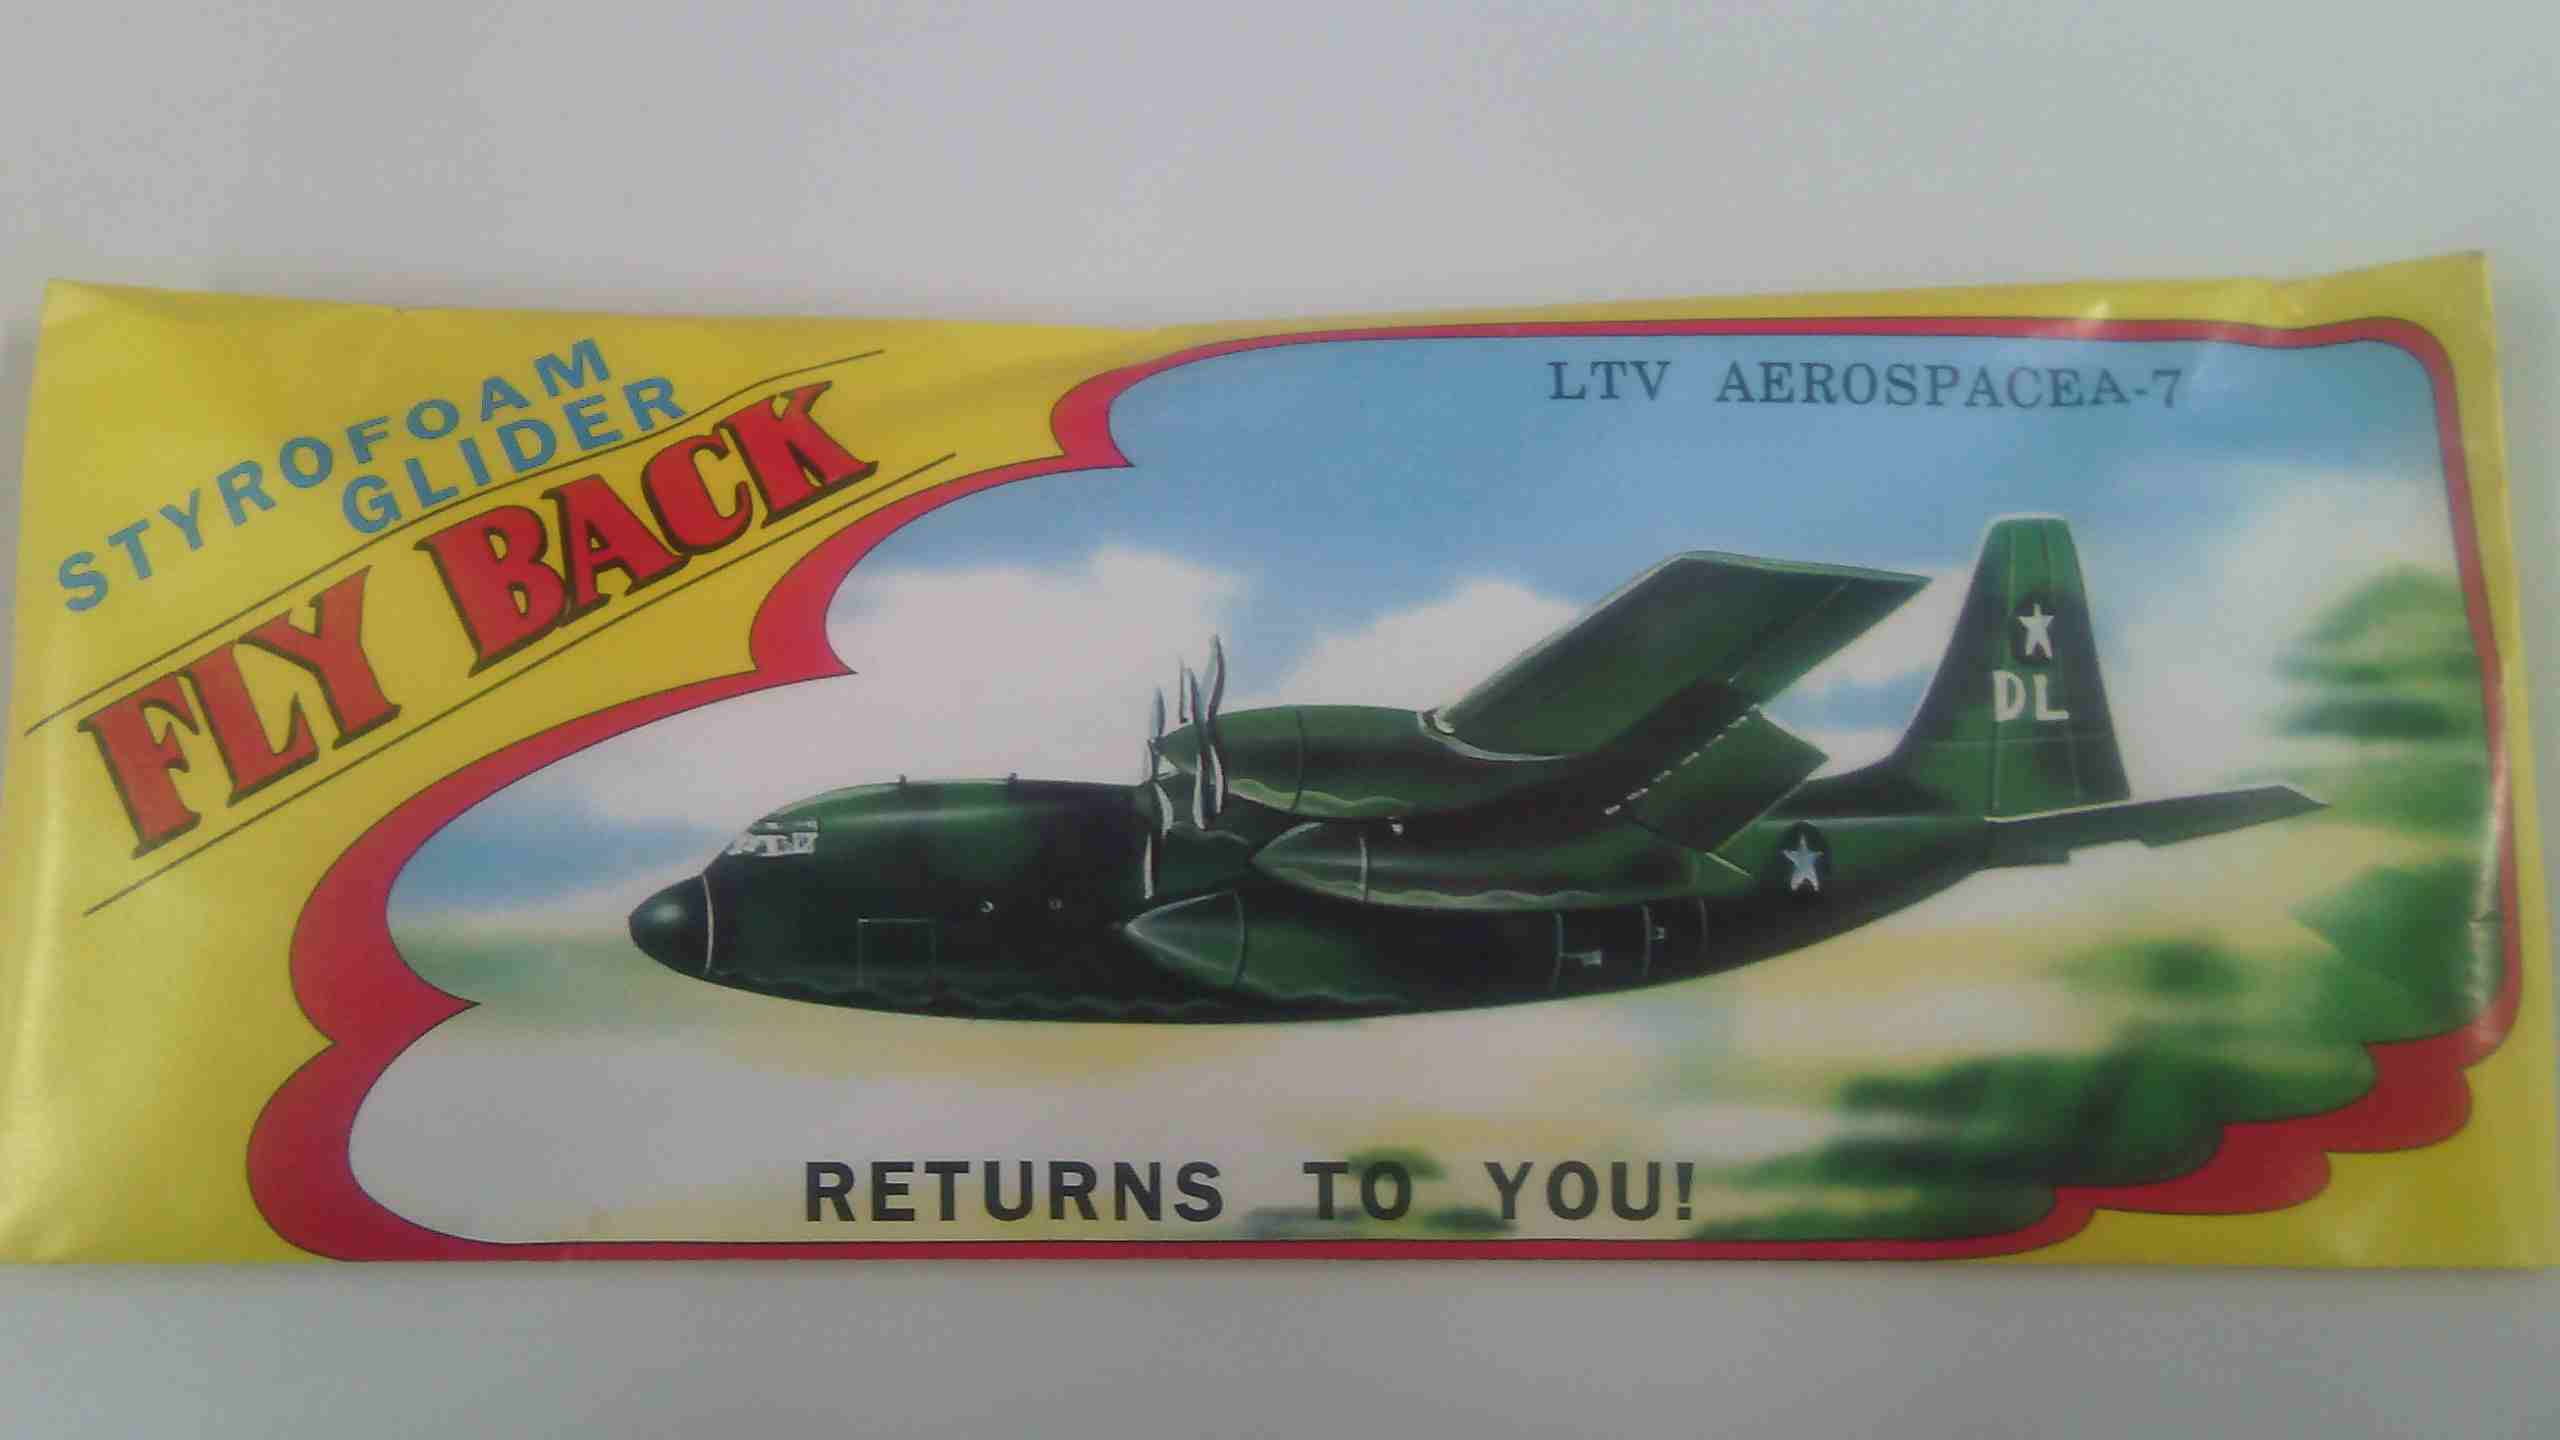 STYROFOAM
GLIDER
FLY BACK
LTV AEROSPACEA-7
DL
RETURNS TO YOU!